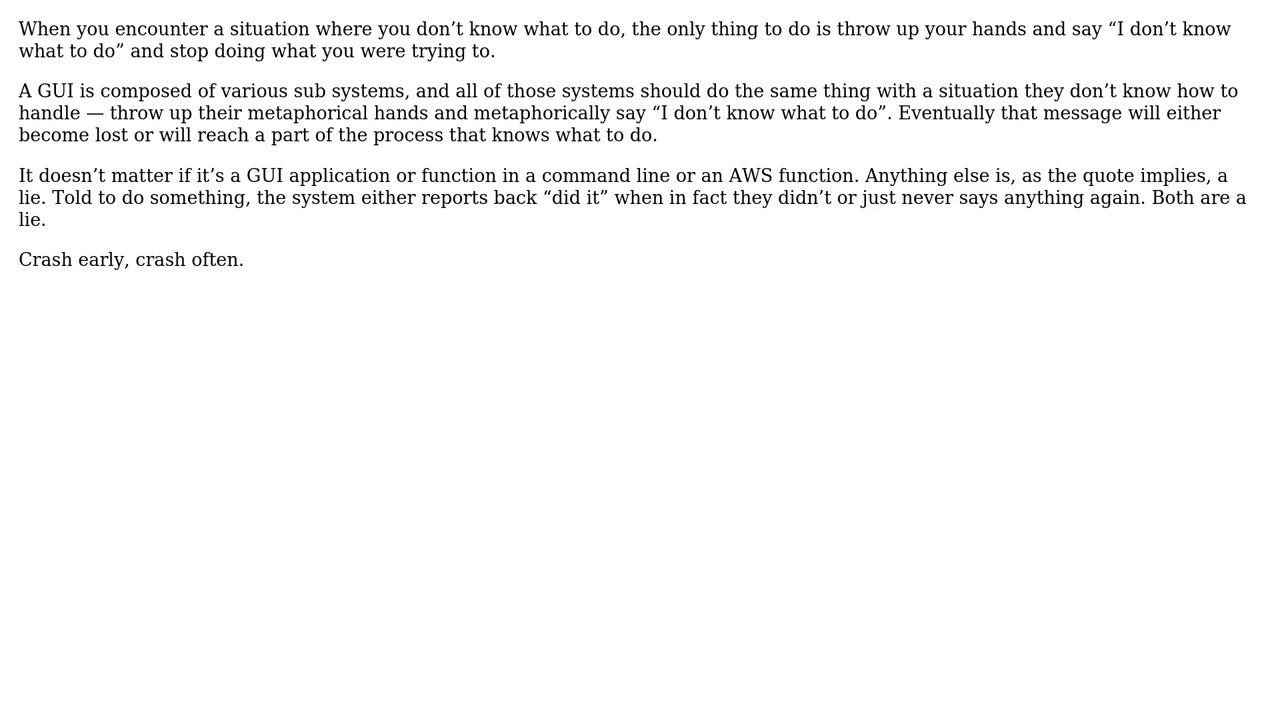 When you encounter a situation where you don’t know what to do, the only thing to do is throw up your hands and say “I don’t know
what to do” and stop doing what you were trying to.
A GUI is composed of various sub systems, and all of those systems should do the same thing with a situation they don’t know how to
handle — throw up their metaphorical hands and metaphorically say “I don’t know what to do”. Eventually that message will either
become lost or will reach a part of the process that knows what to do.
It doesn’t matter if it’s a GUI application or function in a command line or an AWS function. Anything else is, as the quote implies, a
lie. Told to do something, the system either reports back “did it” when in fact they didn’t or just never says anything again. Both are a
lie.
Crash early, crash often.